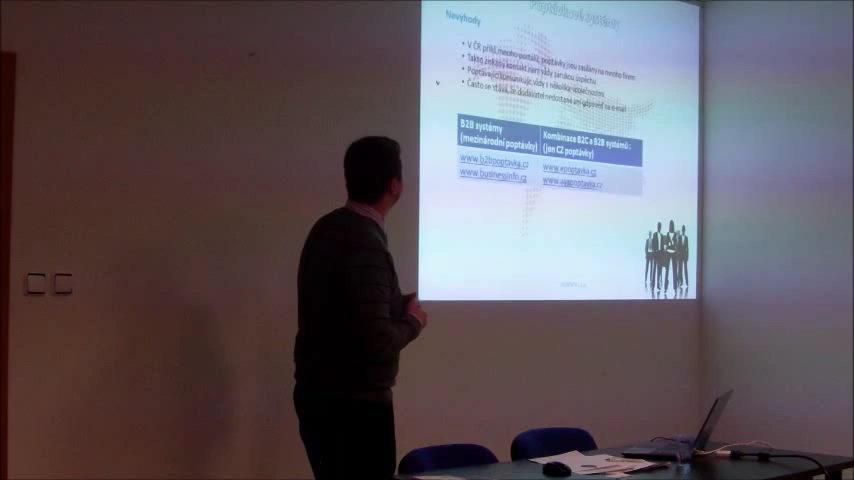 Poptávkové systémy
Nevýhody
• V ČR příliš mnoho portálů, poptávky jsou zasílány na mnoho firem
• Takto získaný kontakt není vždy zárukou úspěchu
• Poptávající komunikuje vždy s několika společnostmi
• Často se stává, že dodavatel nedostane ani odpověď na e-mail
B2B systémy
(mezinárodní poptávky)
Kombinace B2C a B2B systémů :
(jen CZ poptávky)
www.b2bpoptavka.cz
www.businessinfo.cz
www.epoptavka.cz
www.aaapoptavka.cz